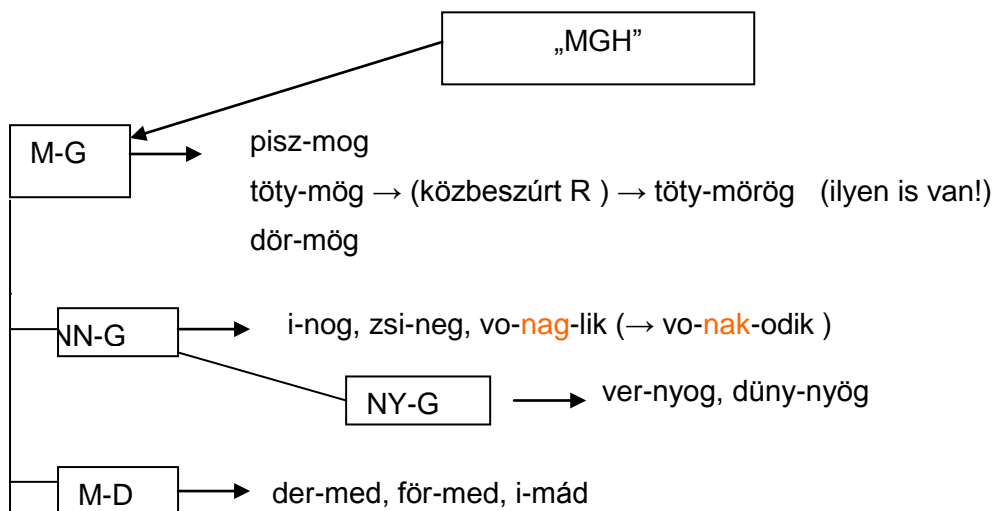 „MGH”
M-G
pisz-mog
töty-mög → (közbeszúrt R ) → töty-mörög (ilyen is van!)
dör-mög
NN-G
i-nog, zsi-neg, vo-nag-lik (→ vo-nak-odik )
NY-G
ver-nyog, düny-nyög
M-D
der-med, för-med, i-mád